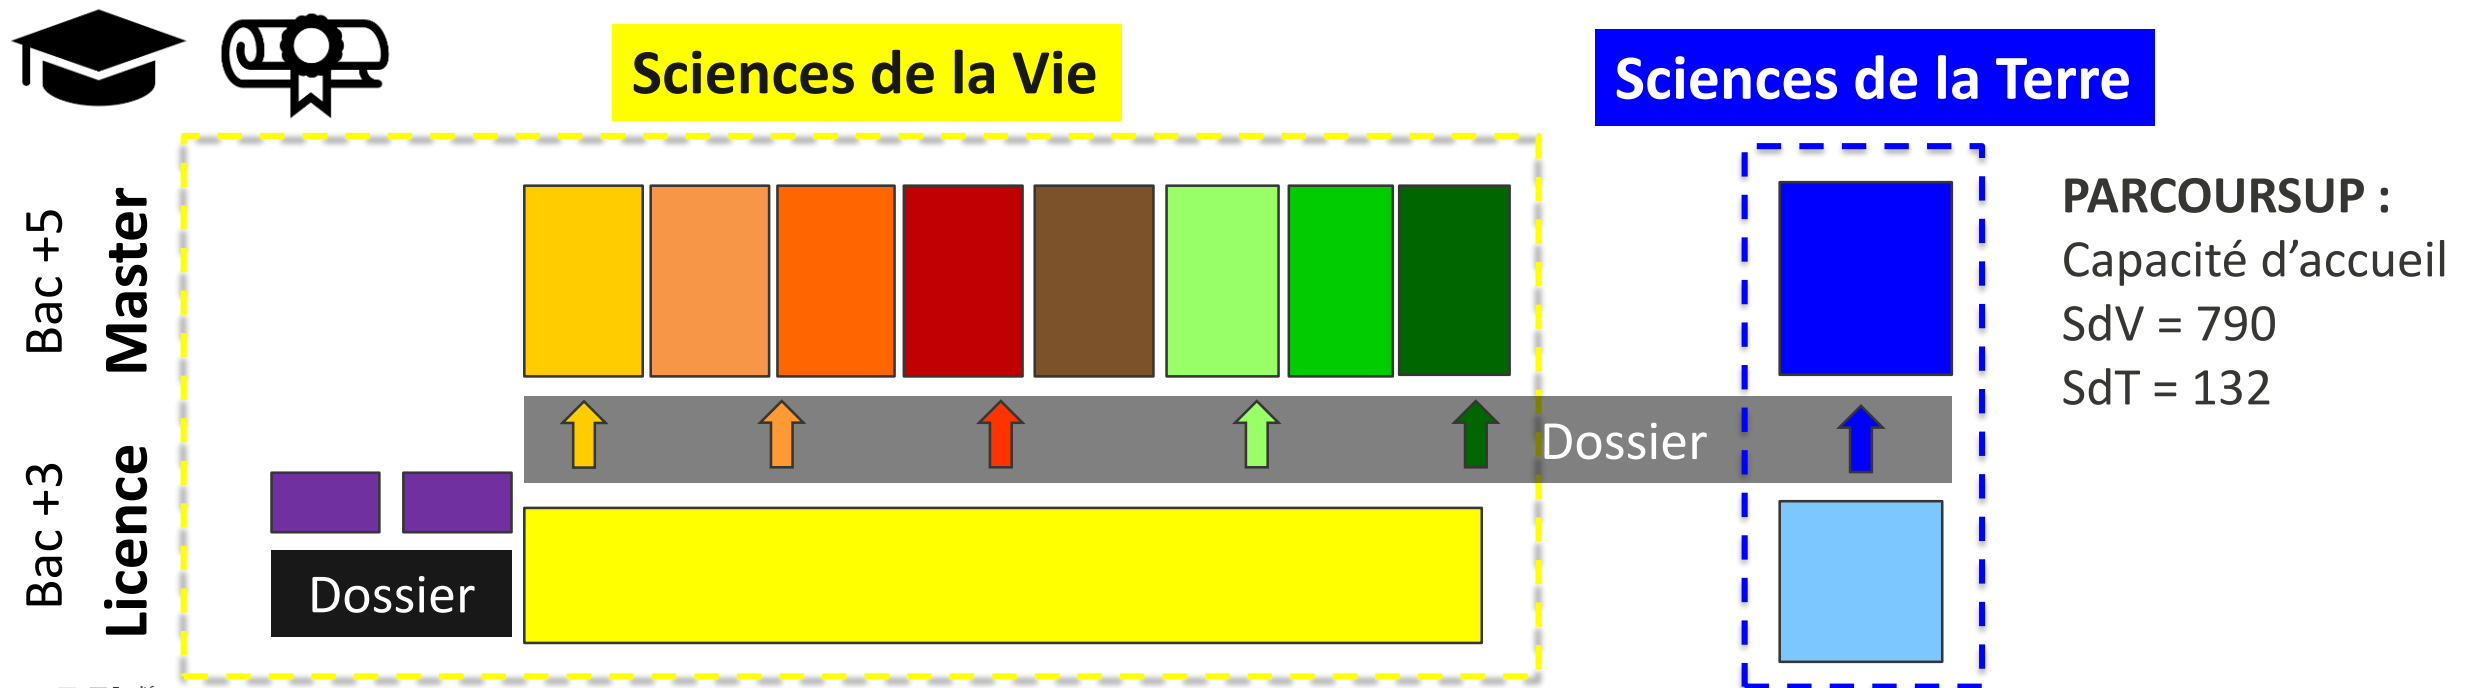 Sciences de la Vie
Sciences de la Terre
Bac +5
Master
PARCOURSUP :
Capacité d’accueil
SdV = 790
SdT = 132
Dossier
Bac +3
Licence
Dossier